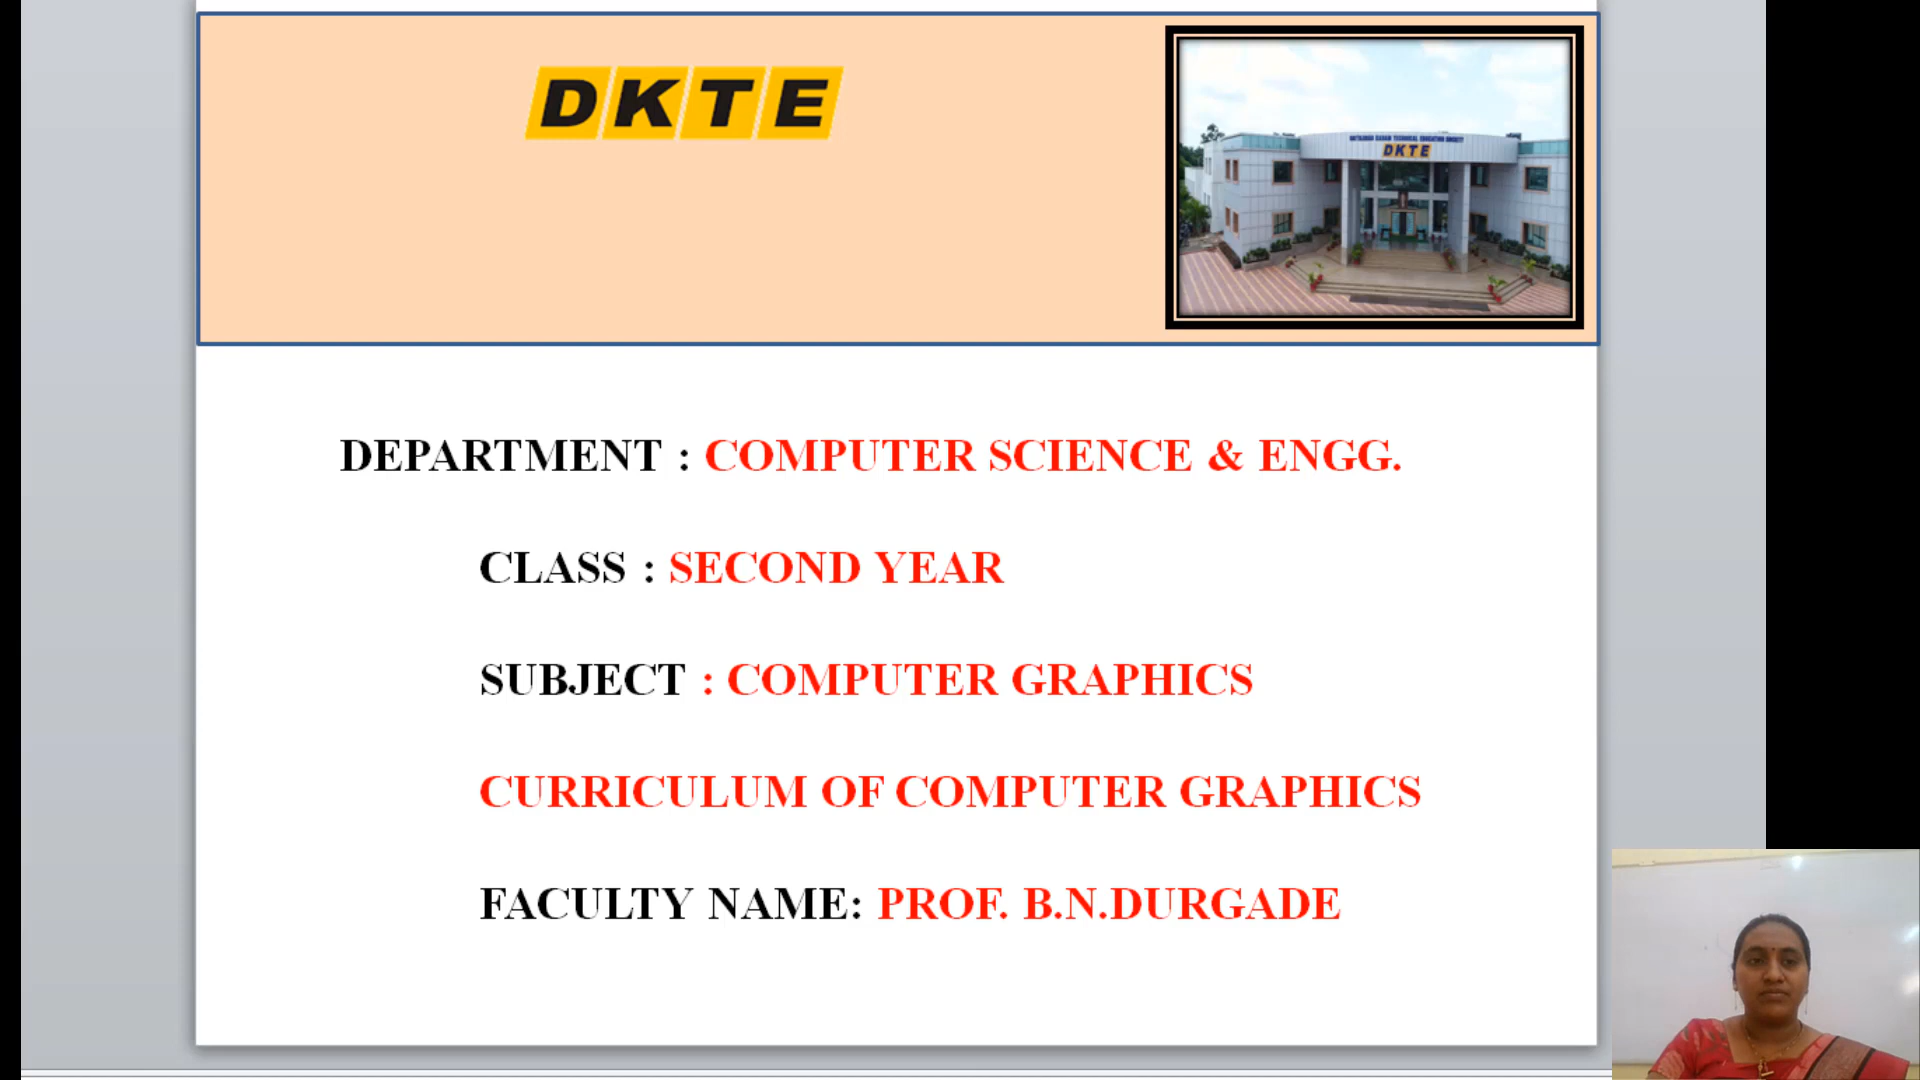 DKTE
DKTE
DEPARTMENT : COMPUTER SCIENCE & ENGG.
CLASS : SECOND YEAR
SUBJECT : COMPUTER GRAPHICS
CURRICULUM OF COMPUTER GRAPHICS
FACULTY NAME: PROF. B.N.DURGADE